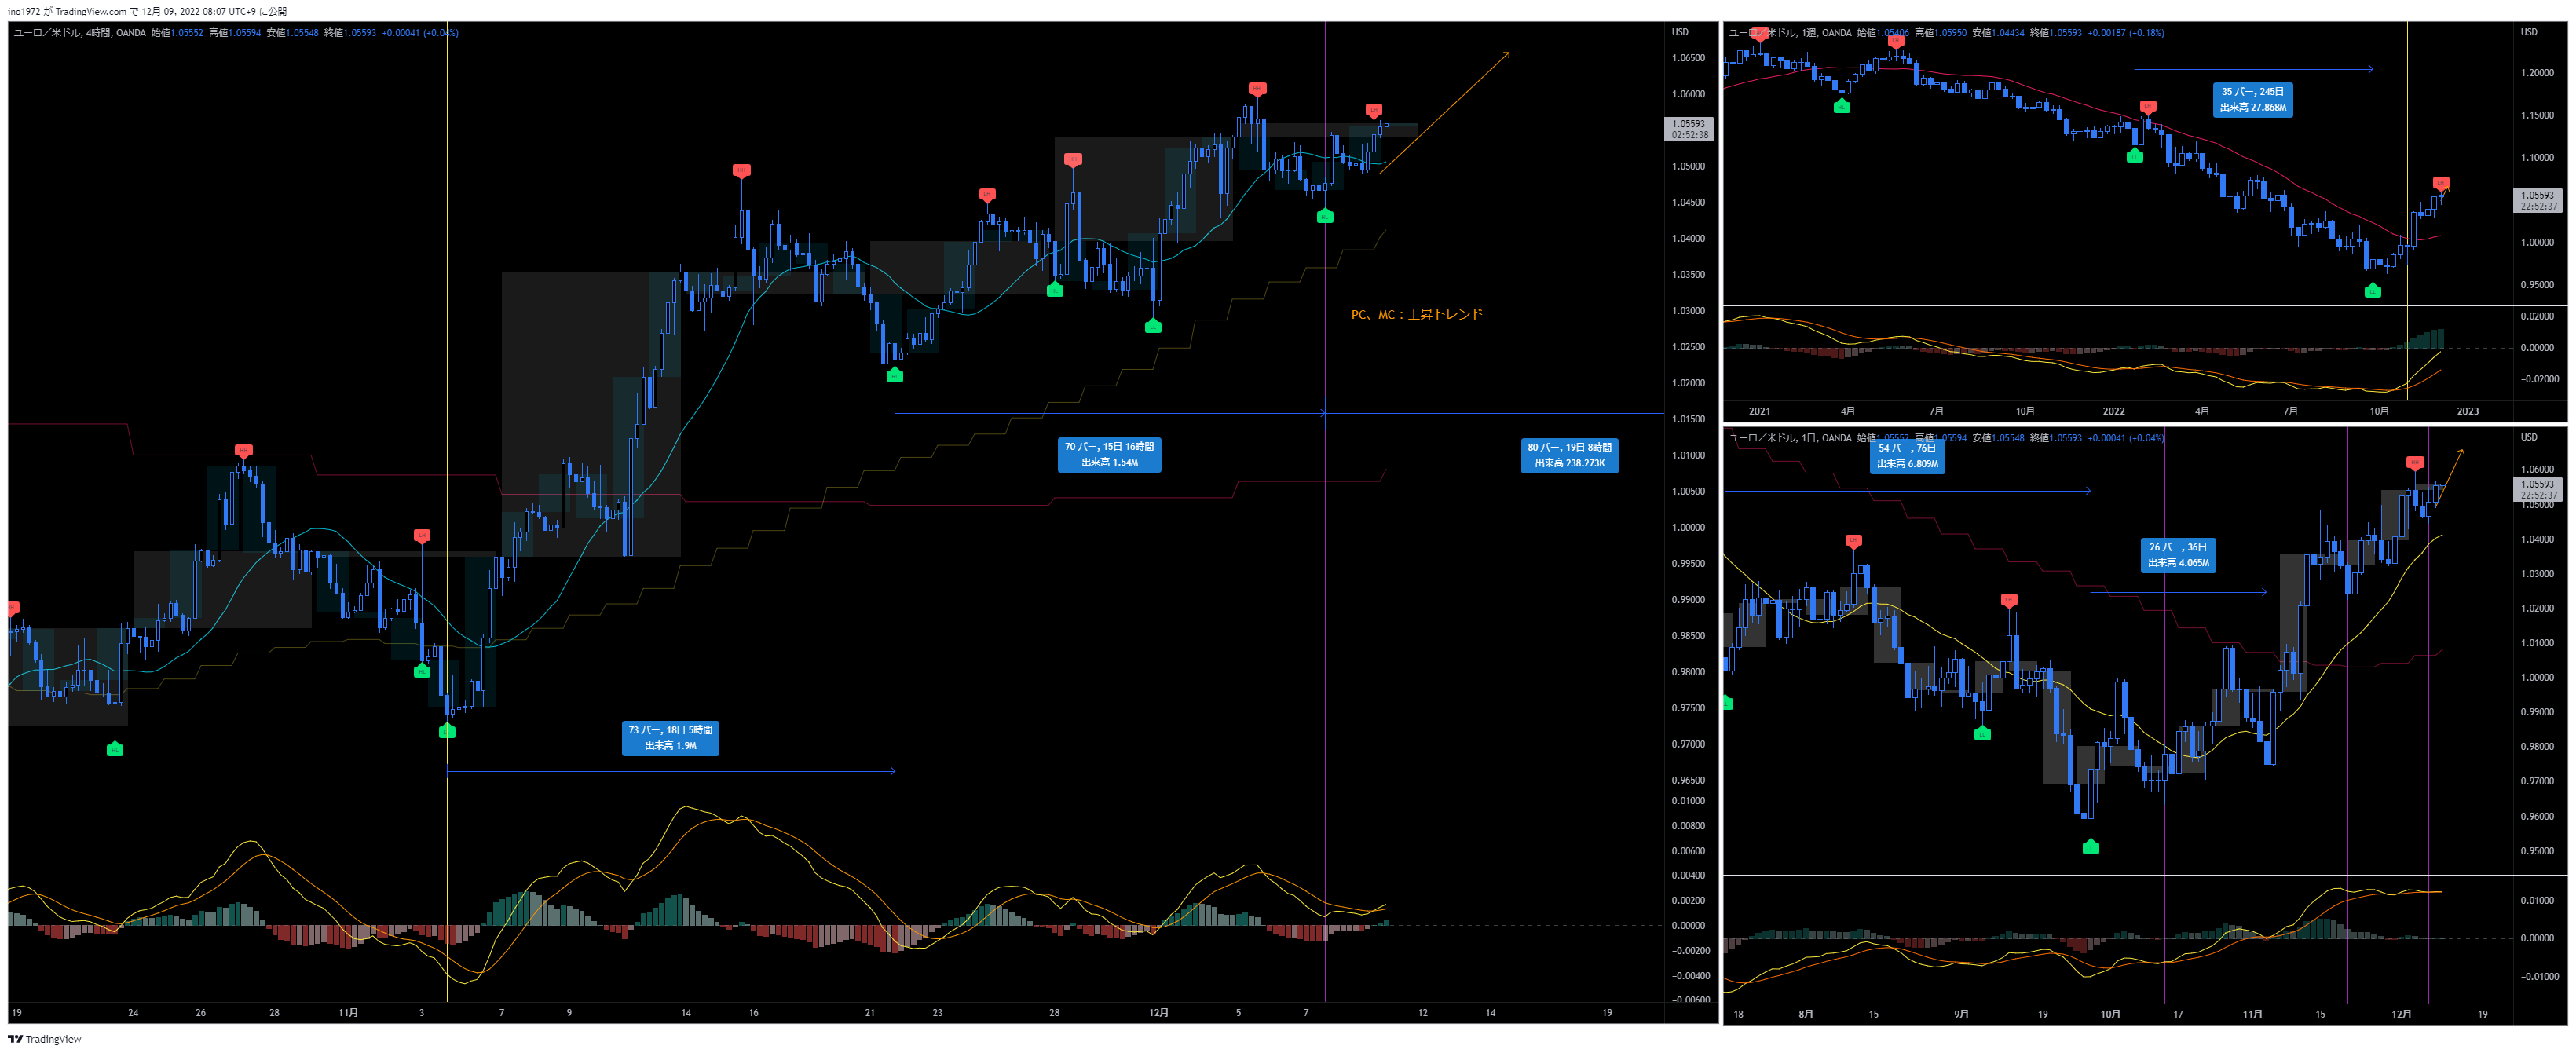 ino1972 が TradingView.com で 12月 09, 2022 08:07 UTC+9 に公開
ユーロ／米ドル, 4時間, OANDA 始値1.05552 高値1.05594 安値1.05548 終値1.05593 +0.00041 (+0.04%)
USD
1.06500
1.06000
1.05593
02:52:38
1.05000
1.04500
1.04000
1.03500
1.03000
1.02500
1.02000
1.01500
1.01000
1.00500
1.00000
0.99500
0.99000
0.98500
0.98000
0.97500
0.97000
0.96500
PC、MC：上昇トレンド
70 バー, 15日 16時間
出来高 1.54M
80 バー, 19日 8時間
出来高 238.273K
73 バー, 18日 5時間
出来高 1.9M
0.01000
0.00800
0.00600
0.00400
0.00200
0.00000
−0.00200
−0.00400
−0.00600
19 24 26 28 11月 3 7 9 14 16 21 23 28 12月 5 7 12 14 19
ユーロ／米ドル, 1週, OANDA 始値1.05406 高値1.05950 安値1.04434 終値1.05593 +0.00187 (+0.18%)
USD
35 バー, 245日
出来高 27.868M
1.20000
1.15000
1.10000
1.05593
22:52:37
1.00000
0.95000
0.02000
0.00000
−0.02000
2021 4月 7月 10月 2022 4月 7月 10月 2023
ユーロ／米ドル, 1日, OANDA 始値1.05552 高値1.05594 安値1.05548 終値1.05593 +0.00041 (+0.04%)
USD
54 バー, 76日
出来高 6.809M
26 バー, 36日
出来高 4.065M
1.06000
1.05593
22:52:37
1.05000
1.04000
1.03000
1.02000
1.01000
1.00000
0.99000
0.98000
0.97000
0.96000
0.95000
0.01000
0.00000
−0.01000
18 8月 15 9月 19 10月 17 11月 15 12月 19
TradingView